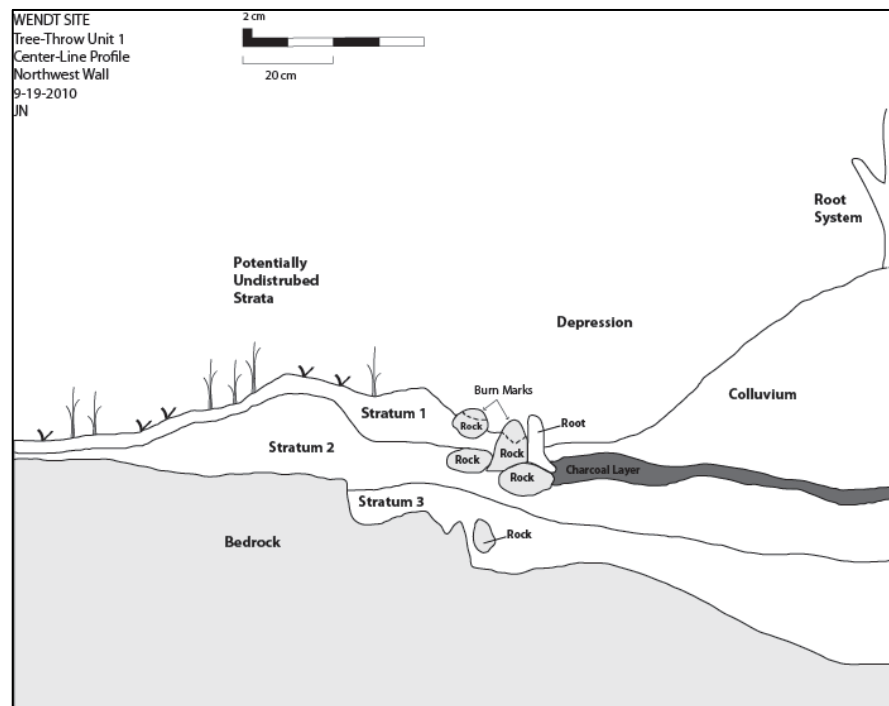 WENDT SITE
Tree-Throw Unit 1
Center-Line Profile
Northwest Wall
9-19-2010
JN
2 cm
20 cm
Root
System
Potentially
Undistrubed
Strata
Depression
Burn Marks
Colluvium
Stratum 1
Rock
Root
Stratum 2
Rock
Rock
Rock
Charcoal Layer
Stratum 3
Rock
Bedrock